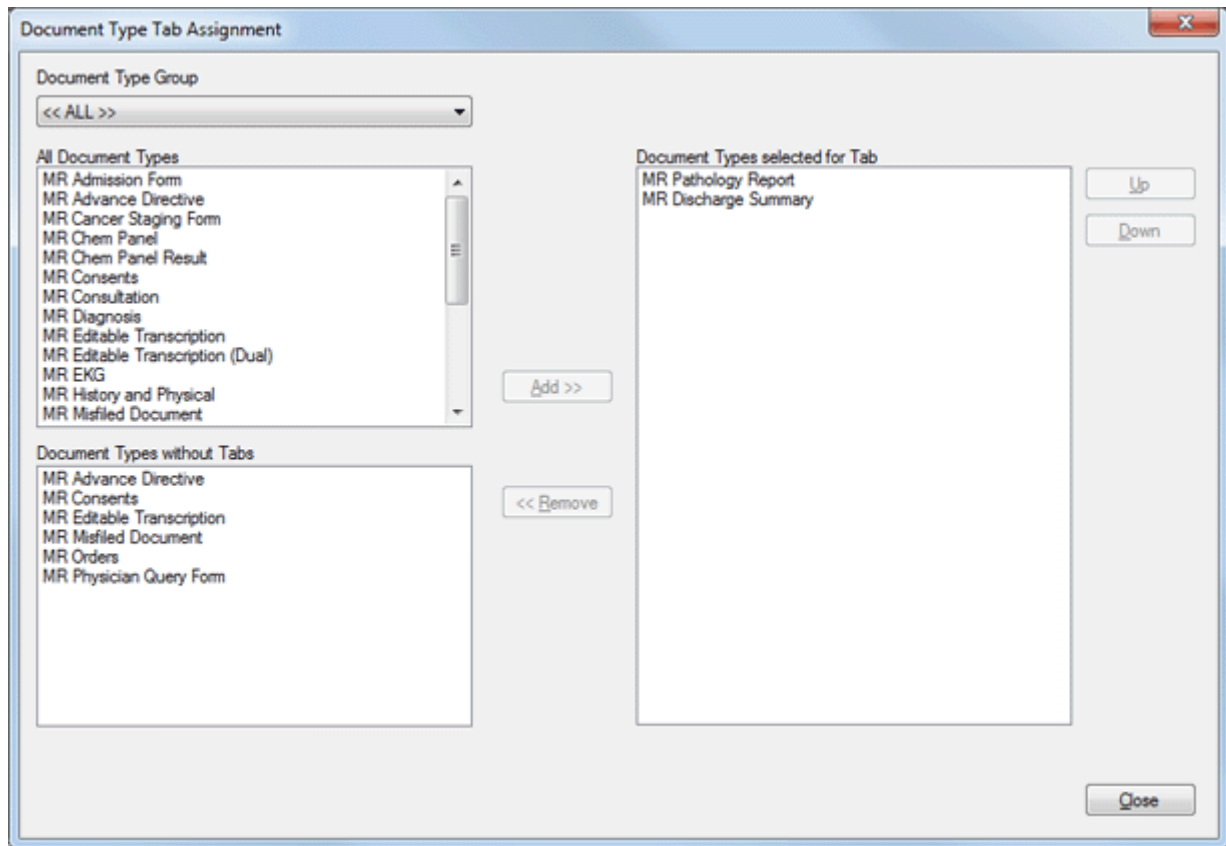 Document Type Tab Assignment
Document Type Group
<< ALL >>
All Document Types
MR Admission Form
MR Advance Directive
MR Cancer Staging Form
MR Chem Panel
MR Chem Panel Result
MR Consents
MR Consultation
MR Diagnosis
MR Editable Transcription
MR Editable Transcription (Dual)
MR EKG
MR History and Physical
MR Misfiled Document
Document Types without Tabs
MR Advance Directive
MR Consents
MR Editable Transcription
MR Misfiled Document
MR Orders
MR Physician Query Form
Add >>
<< Remove
Document Types selected for Tab
MR Pathology Report
MR Discharge Summary
Up
Down
Close